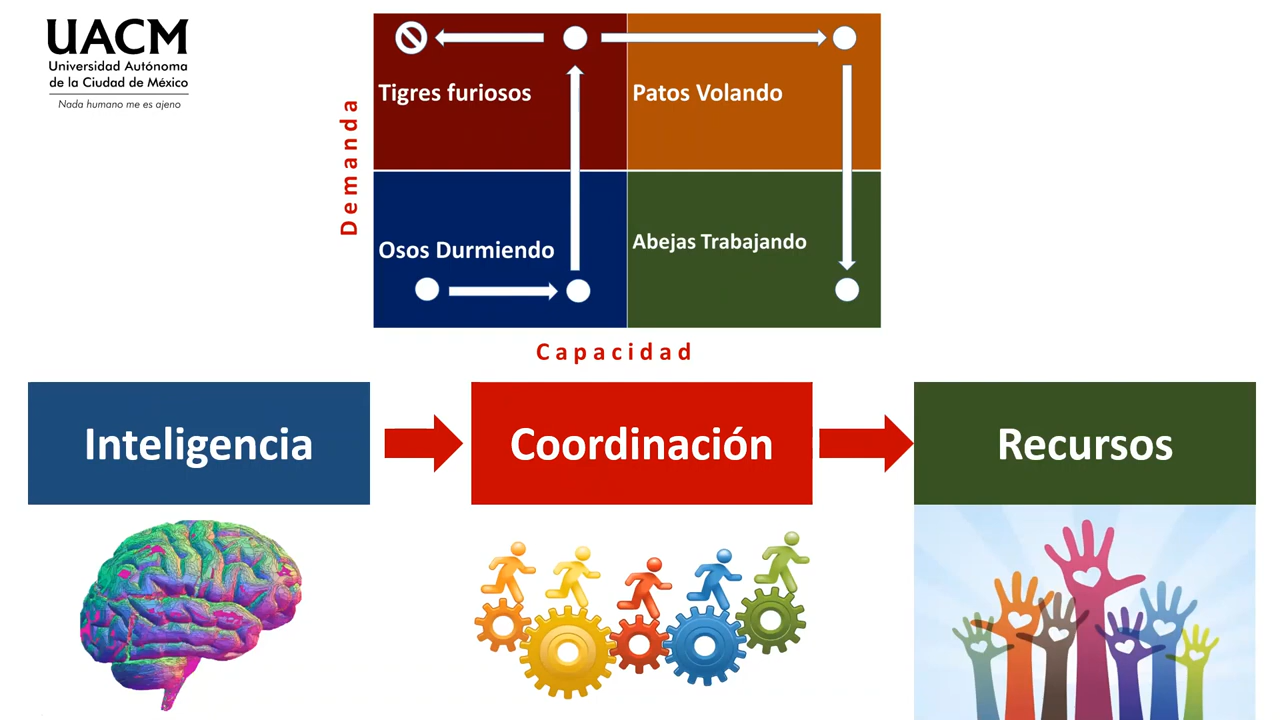 UACM
Universidad Autónoma
de la Ciudad de México
Nada humano me es ajeno
Demanda
Tigres furiosos
Patos Volando
Osos Durmiendo
Abejas Trabajando
Capacidad
Inteligencia
Coordinación
Recursos